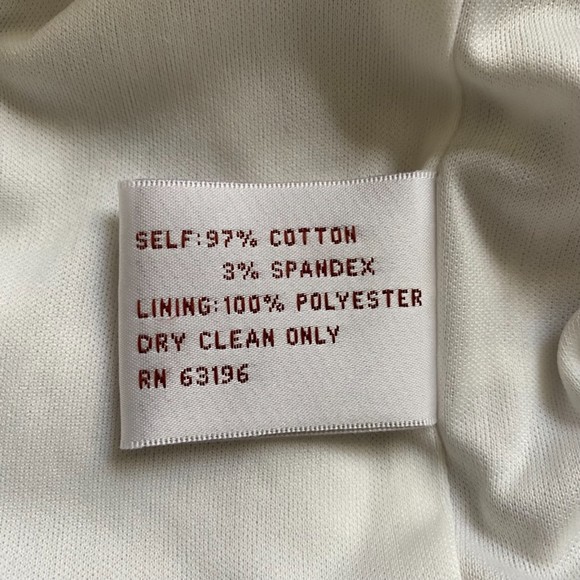 SELF:97% COTTON
3% SPANDEX
LINING:100% POLYESTER
DRY CLEAN ONLY
RN 63196